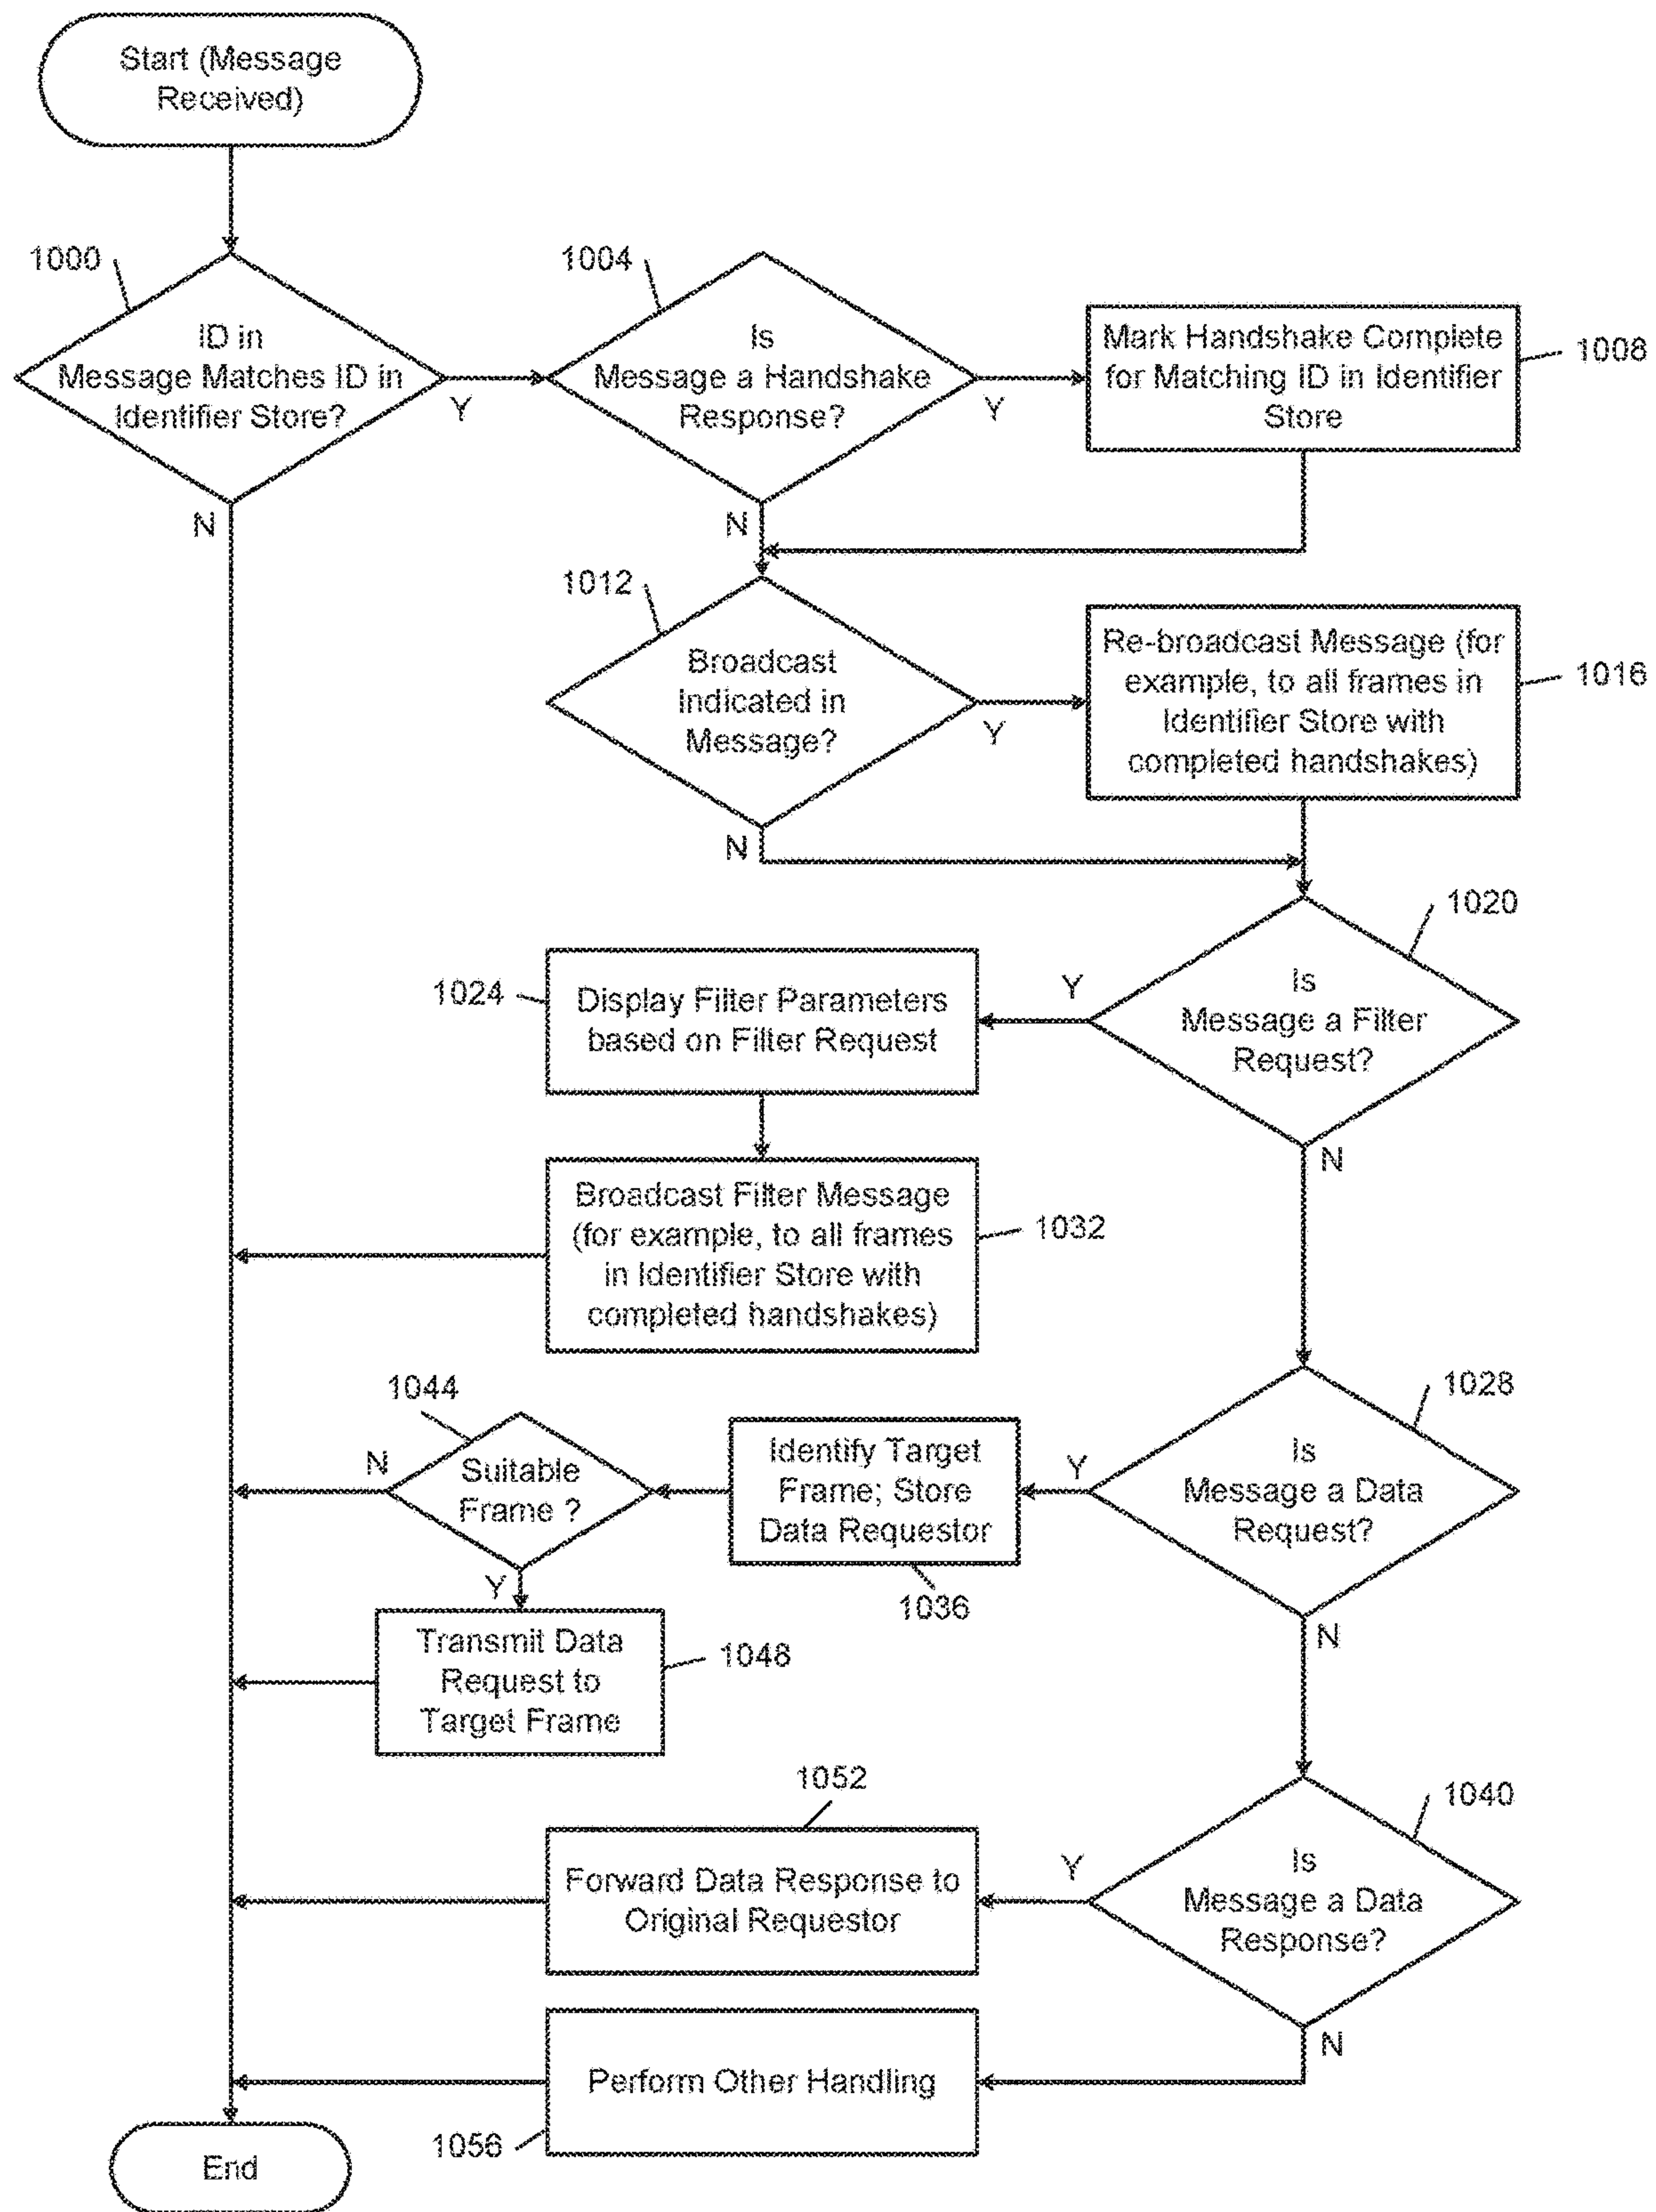 Start (Message
Received)
1000
ID in
Message Matches ID in
Identifier Store?
Y
N
1004
Is
Message a Handshake
Response?
Y
N
Mark Handshake Complete
for Matching ID in Identifier
Store
1008
1012
Broadcast
Indicated in
Message?
Y
N
Re-broadcast Message (for
example, to all frames in
Identifier Store with
completed handshakes)
1016
1020
Is
Message a Filter
Request?
Y
N
1024
Display Filter Parameters
based on Filter Request
Broadcast Filter Message
(for example, to all frames
in Identifier Store with
completed handshakes)
1032
1028
Is
Message a Data
Request?
Y
N
Identify Target
Frame; Store
Data Requestor
1036
1044
Suitable
Frame ?
N
Y
Transmit Data
Request to
Target Frame
1048
1040
Is
Message a Data
Response?
Y
N
1052
Forward Data Response to
Original Requestor
Perform Other Handling
1056
End